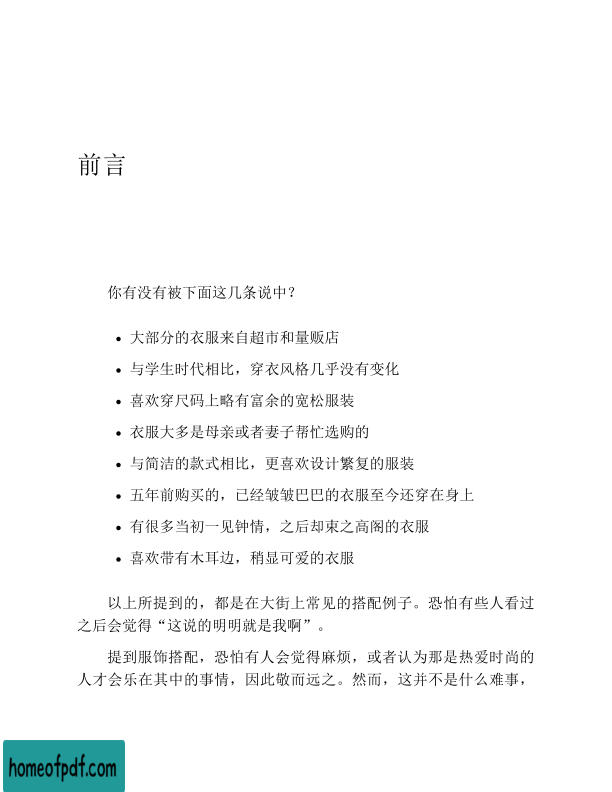 前言
你有没有被下面这几条说中？
• 大部分的衣服来自超市和量贩店
• 与学生时代相比，穿衣风格几乎没有变化
• 喜欢穿尺码上略有富余的宽松服装
• 衣服大多是母亲或者妻子帮忙选购的
• 与简洁的款式相比，更喜欢设计繁复的服装
• 五年前购买的，已经皱皱巴巴的衣服至今还穿在身上
• 有很多当初一见钟情，之后却束之高阁的衣服
• 喜欢带有木耳边，稍显可爱的衣服
以上所提到的，都是在大街上常见的搭配例子。恐怕有些人看过
之后会觉得“这说的明明就是我啊”。
提到服饰搭配，恐怕有人会觉得麻烦，或者认为那是热爱时尚的
人才会乐在其中的事情，因此敬而远之。然而，这并不是什么难事，
homeofpdf.com